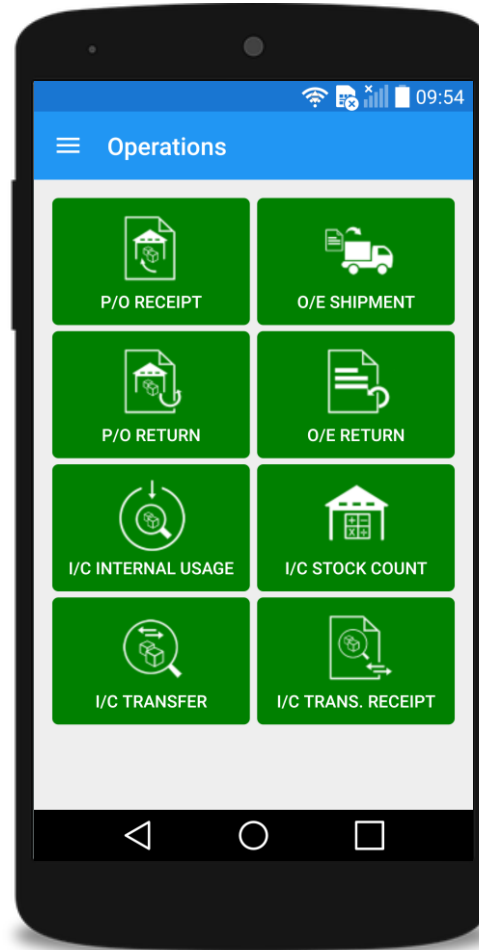 09:54
Operations
P/O RECEIPT
O/E SHIPMENT
P/O RETURN
O/E RETURN
I/C INTERNAL USAGE
I/C STOCK COUNT
I/C TRANSFER
I/C TRANS. RECEIPT